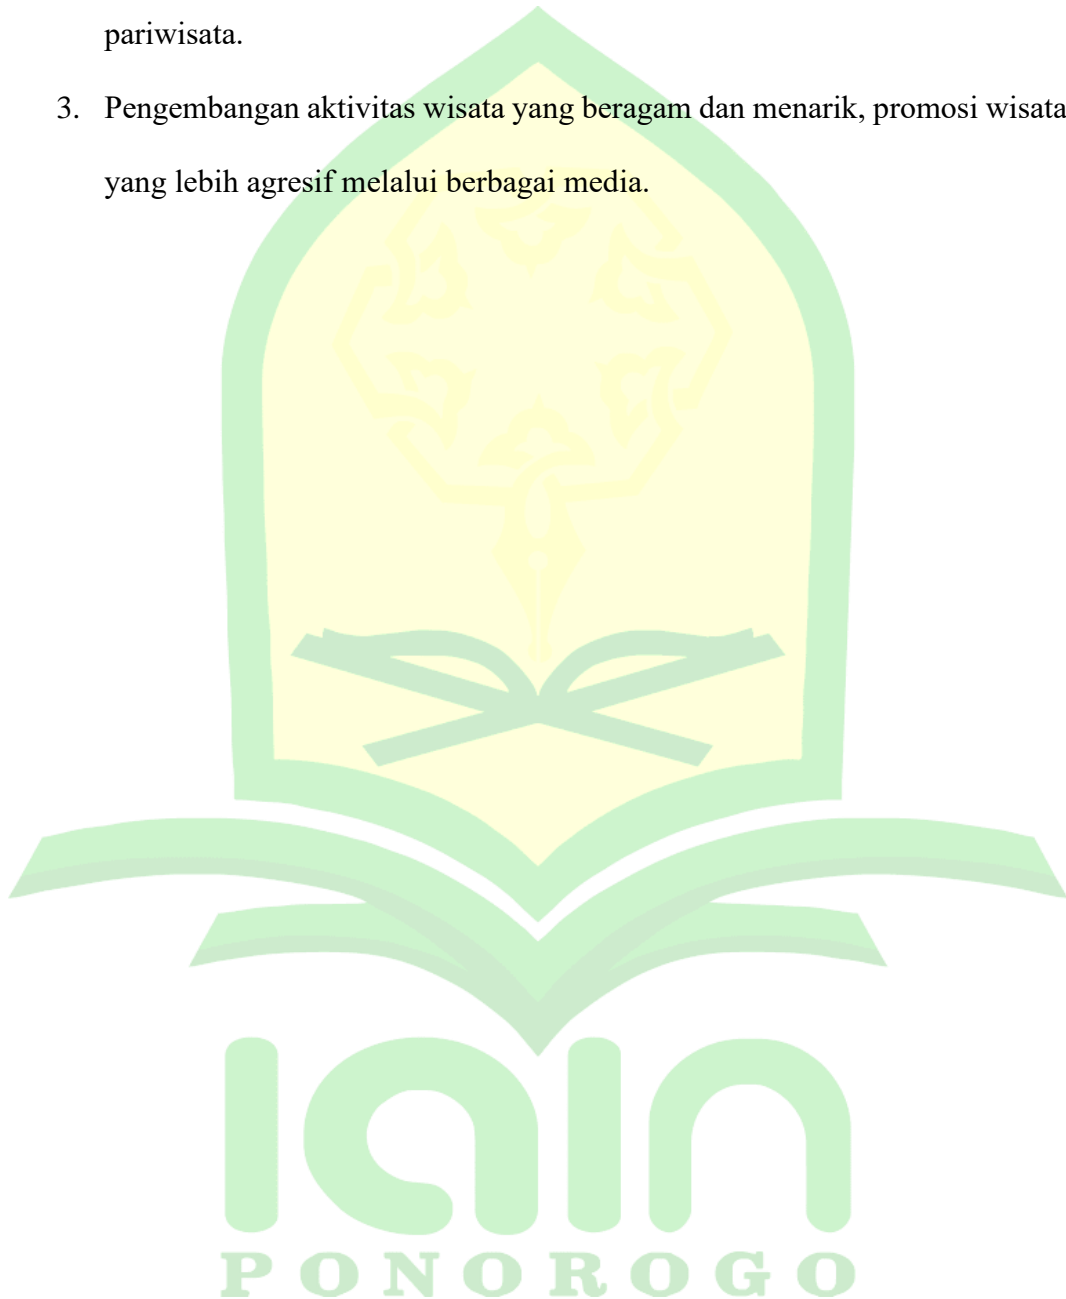 pariwisata.
3. Pengembangan aktivitas wisata yang beragam dan menarik, promosi wisata
yang lebih agresif melalui berbagai media.
iain
PONOROGO